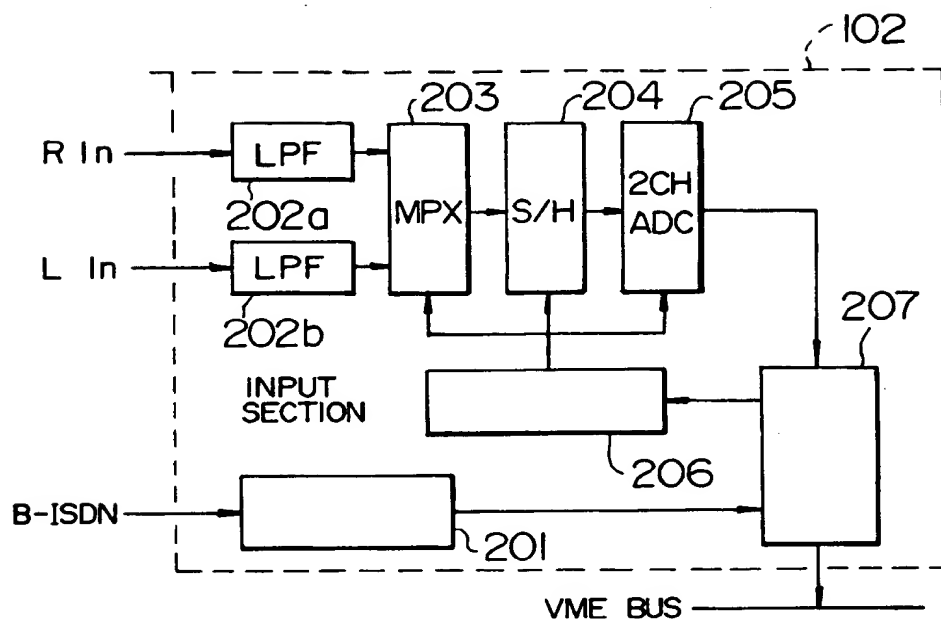 102
203
204
205
R In
LPF
202a
MPX
S/H
2CH
ADC
L In
LPF
202b
207
INPUT
SECTION
206
B-ISDN
201
VME BUS